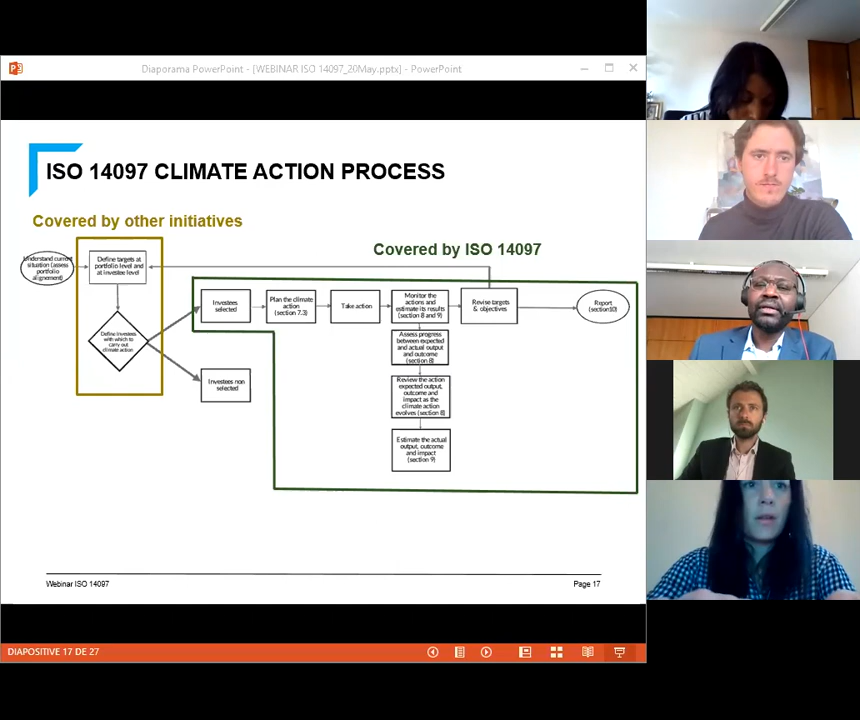 Diaporama PowerPoint - [WEBINAR ISO 14097_26May.pptx] - PowerPoint
ISO 14097 CLIMATE ACTION PROCESS
Covered by other initiatives
Covered by ISO 14097
Understand current
situation (assess
portfolio
alignement)
Define targets at
portfolio level and
at investee level
Define investees
with which to
carry out
climate action
Investees
selected
Investees non
selected
Plan the climate
action
(section 7.3)
Take action
Monitor the
actions and
estimate its results
(section 8 and 9)
Assess progress
between expected
and actual output
and outcome
(section 8)
Review the action
expected output,
outcome and
impact as the
climate action
evolves (section 8)
Estimate the actual
output, outcome
and impact
(section 9)
Revise targets
& objectives
Report
(section10)
Webinar ISO 14097
Page 17
DIAPOSITIVE 17 DE 27